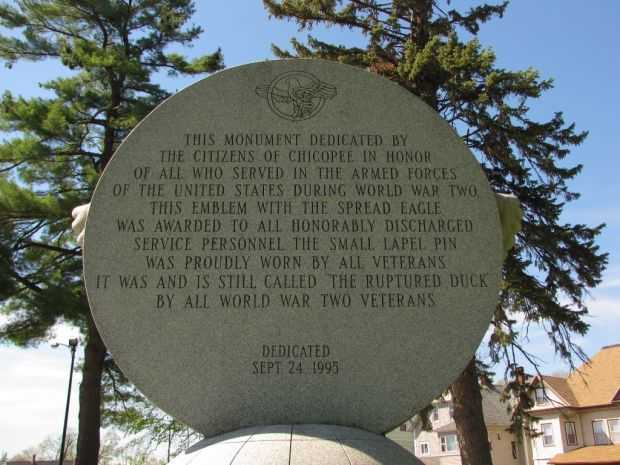 THIS MONUMENT DEDICATED BY
THE CITIZENS OF CHICOPEE IN HONOR
OF ALL WHO SERVED IN THE ARMED FORCES
OF THE UNITED STATES DURING WORLD WAR TWO.
THIS EMBLEM WITH THE SPREAD EAGLE
WAS AWARDED TO ALL HONORABLY DISCHARGED
SERVICE PERSONNEL. THE SMALL LAPEL PIN
WAS PROUDLY WORN BY ALL VETERANS.
IT WAS AND IS STILL CALLED "THE RUPTURED DUCK"
BY ALL WORLD WAR TWO VETERANS.
DEDICATED
SEPT. 24, 1995